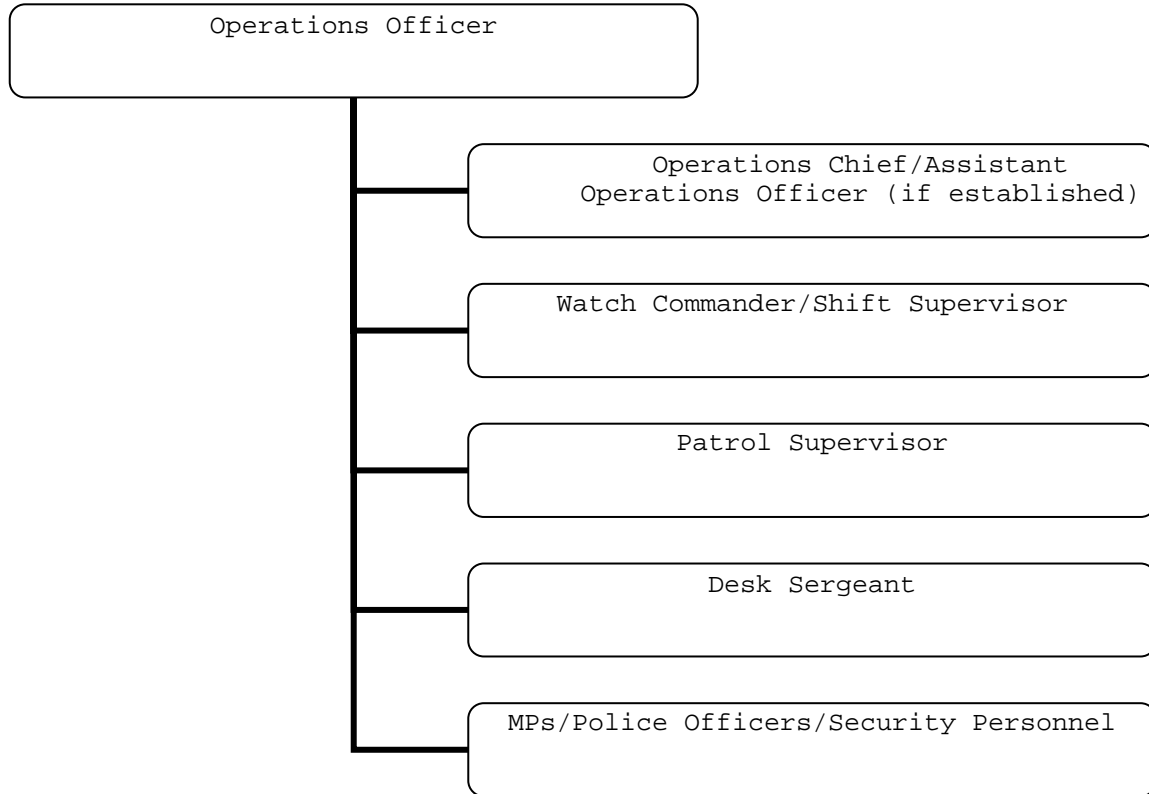 Operations Officer
Operations Chief/Assistant
Operations Officer (if established)
Watch Commander/Shift Supervisor
Patrol Supervisor
Desk Sergeant
MPs/Police Officers/Security Personnel